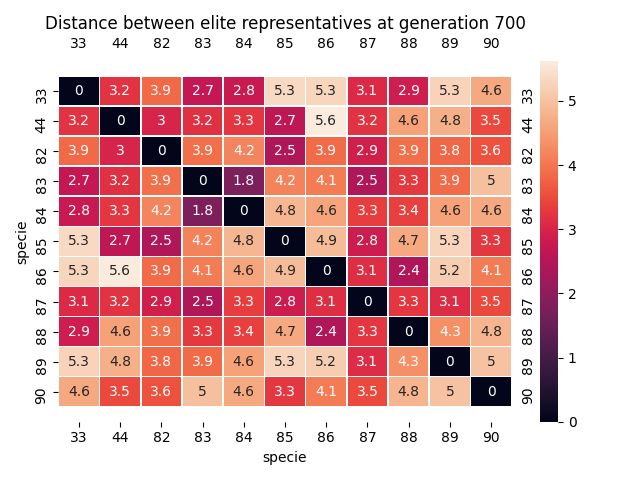 Distance between elite representatives at generation 700
33 44 82 83 84 85 86 87 88 89 90
33 0 3.2 3.9 2.7 2.8 5.3 5.3 3.1 2.9 5.3 4.6 33
44 3.2 0 3 3.2 3.3 2.7 5.6 3.2 4.6 4.8 3.5 44
82 3.9 3 0 3.9 4.2 2.5 3.9 2.9 3.9 3.8 3.6 82
83 2.7 3.2 3.9 0 1.8 4.2 4.1 2.5 3.3 3.9 5 83
84 2.8 3.3 4.2 1.8 0 4.8 4.6 3.3 3.4 4.6 4.6 84
85 5.3 2.7 2.5 4.2 4.8 0 4.9 2.8 4.7 5.3 3.3 85
86 5.3 5.6 3.9 4.1 4.6 4.9 0 3.1 2.4 5.2 4.1 86
87 3.1 3.2 2.9 2.5 3.3 2.8 3.1 0 3.3 3.1 3.5 87
88 2.9 4.6 3.9 3.3 3.4 4.7 2.4 3.3 0 4.3 4.8 88
89 5.3 4.8 3.8 3.9 4.6 5.3 5.2 3.1 4.3 0 5 89
90 4.6 3.5 3.6 5 4.6 3.3 4.1 3.5 4.8 5 0 90
33 44 82 83 84 85 86 87 88 89 90
specie
specie
5
4
3
2
1
0